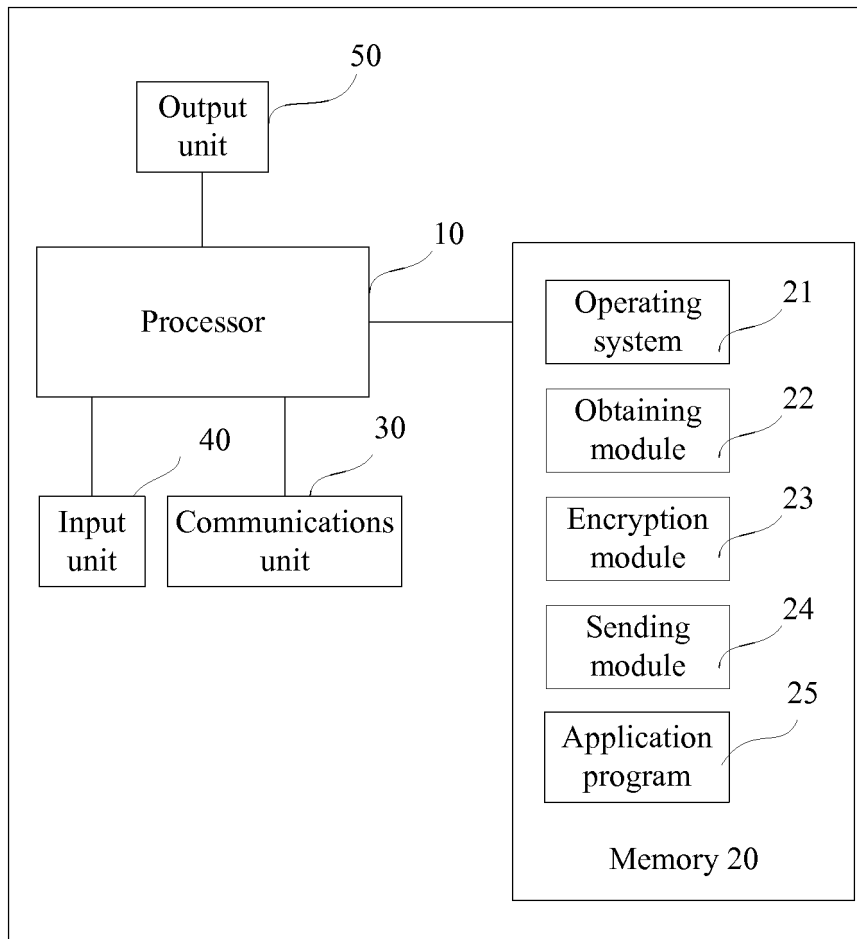 50
Output
unit
10
Processor
40
30
Input
unit
Communications
unit
Operating
system
21
Obtaining
module
22
Encryption
module
23
Sending
module
24
Application
program
25
Memory 20